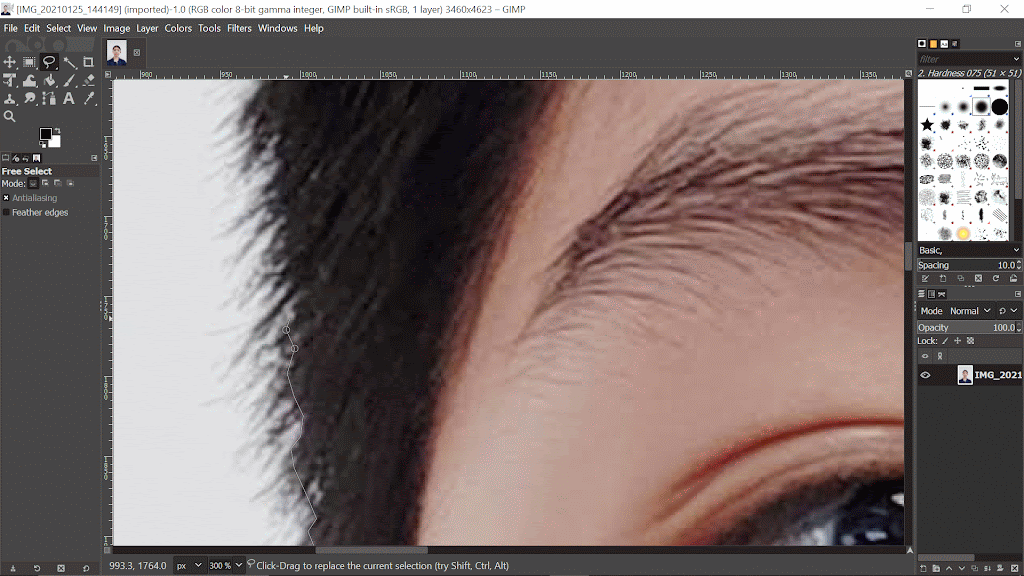 [IMG_20210125_144149] (imported)-1.0 (RGB color 8-bit gamma integer, GIMP built-in sRGB, 1 layer) 3460x4623 – GIMP
File Edit Select View Image Layer Colors Tools Filters Windows Help
filter
2. Hardness 075 (51 × 51)
900 950 1000 1050 1100 1150 1200 1250 1300 1350
Free Select
Mode:
Antialiasing
Feather edges
Basic,
Spacing 10.0
Mode Normal
Opacity 100.0
Lock:
IMG_2021
993.3, 1764.0 px 300 % Click-Drag to replace the current selection (try Shift, Ctrl, Alt)